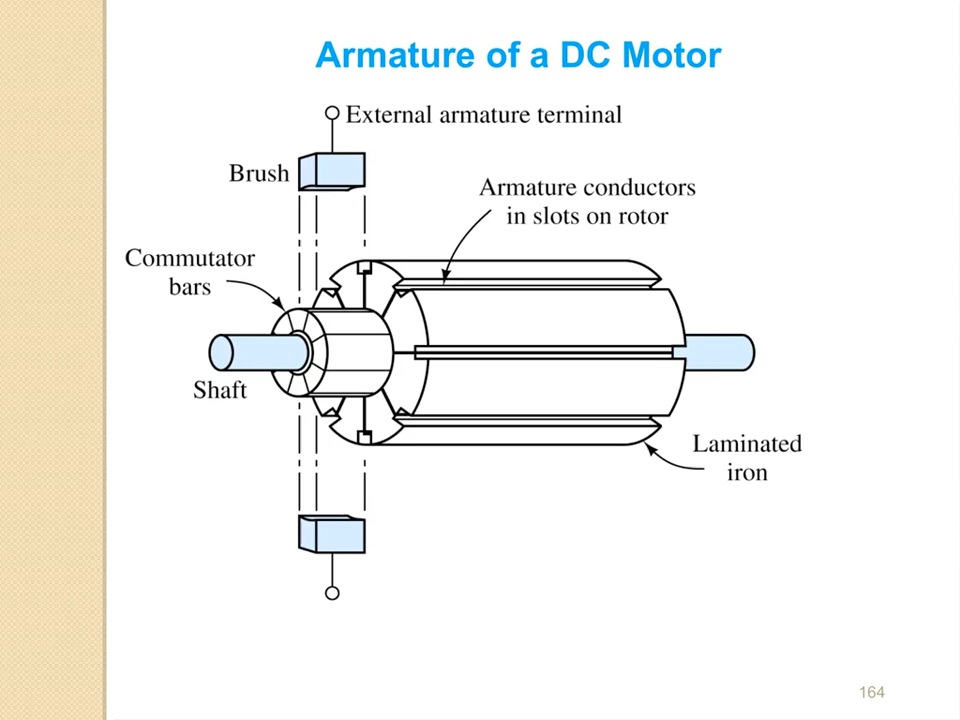 Armature of a DC Motor
External armature terminal
Brush
Armature conductors
in slots on rotor
Commutator
bars
Shaft
Laminated
iron
164